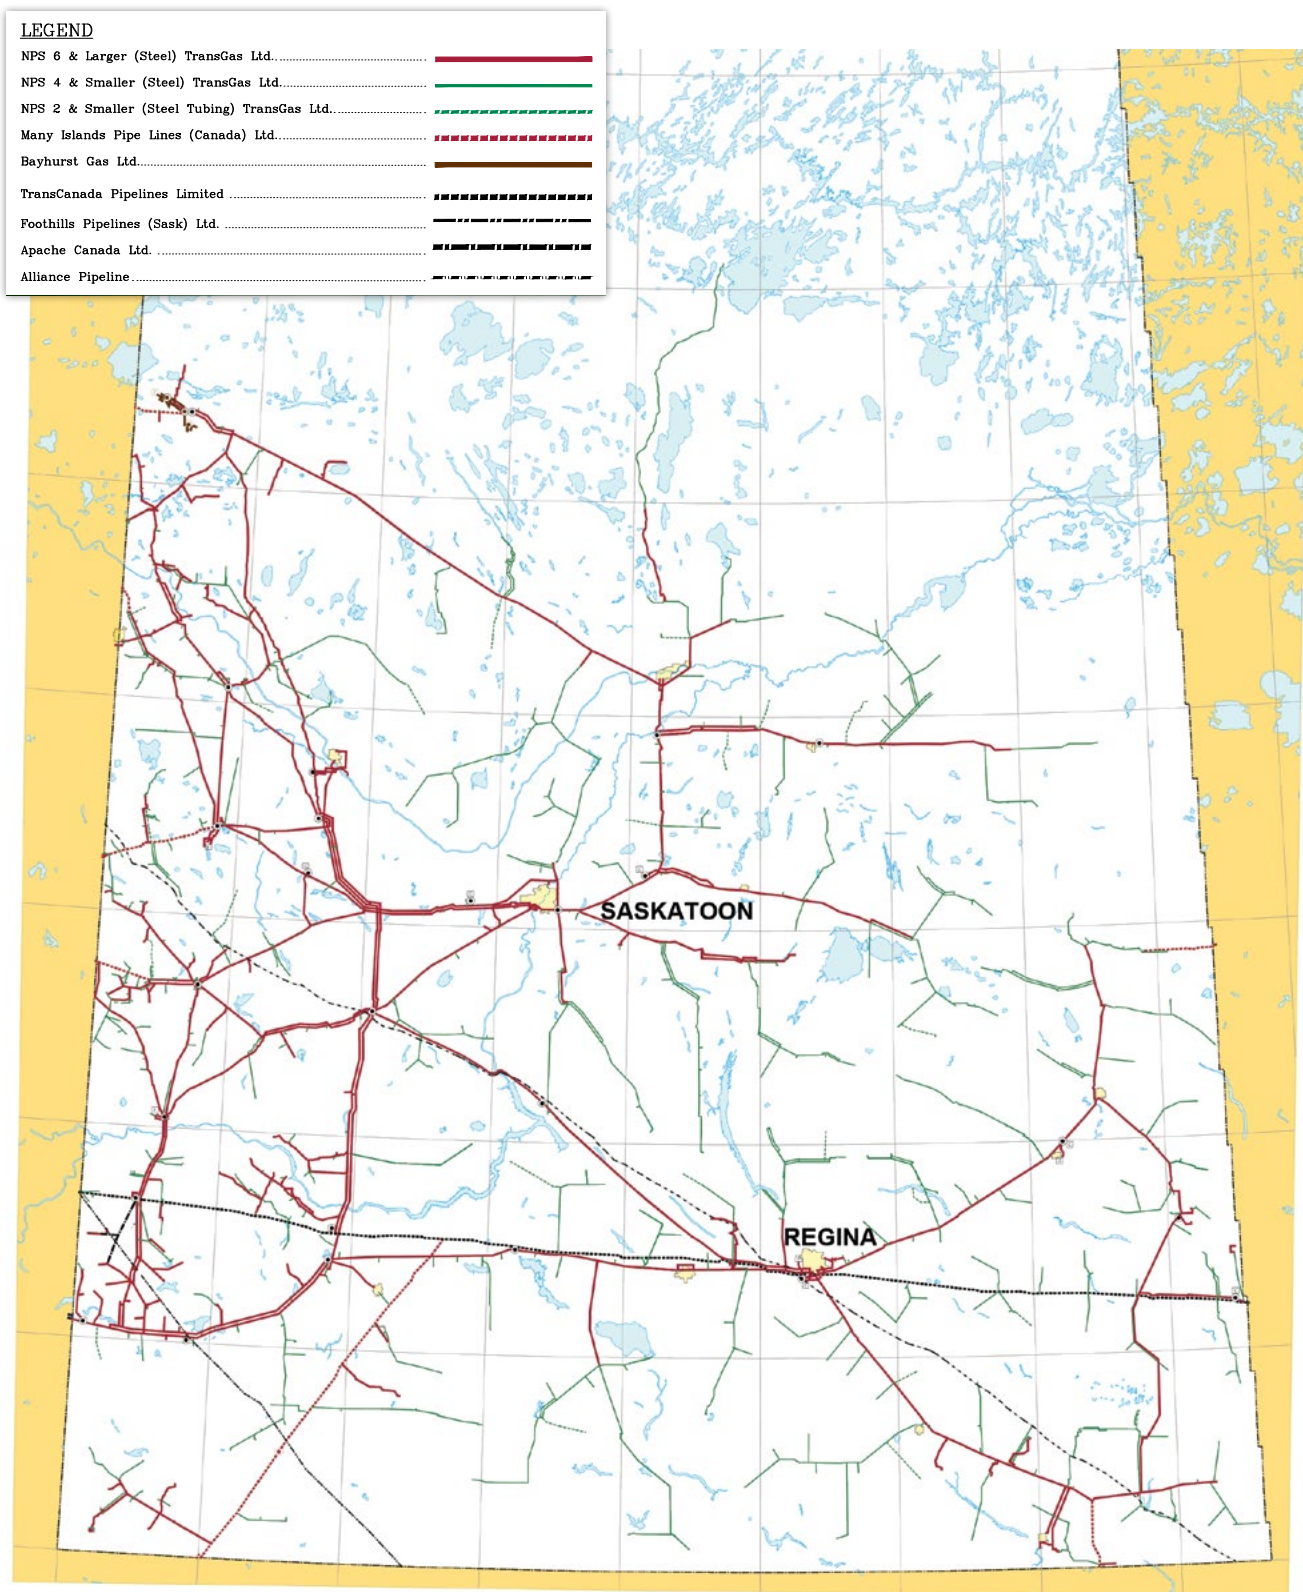 LEGEND
NPS 6 & Larger (Steel) TransGas Ltd.
NPS 4 & Smaller (Steel) TransGas Ltd.
NPS 2 & Smaller (Steel Tubing) TransGas Ltd.
Many Islands Pipe Lines (Canada) Ltd.
Bayhurst Gas Ltd.
TransCanada Pipelines Limited
Foothills Pipelines (Sask) Ltd.
Apache Canada Ltd.
Alliance Pipeline
SASKATOON
REGINA